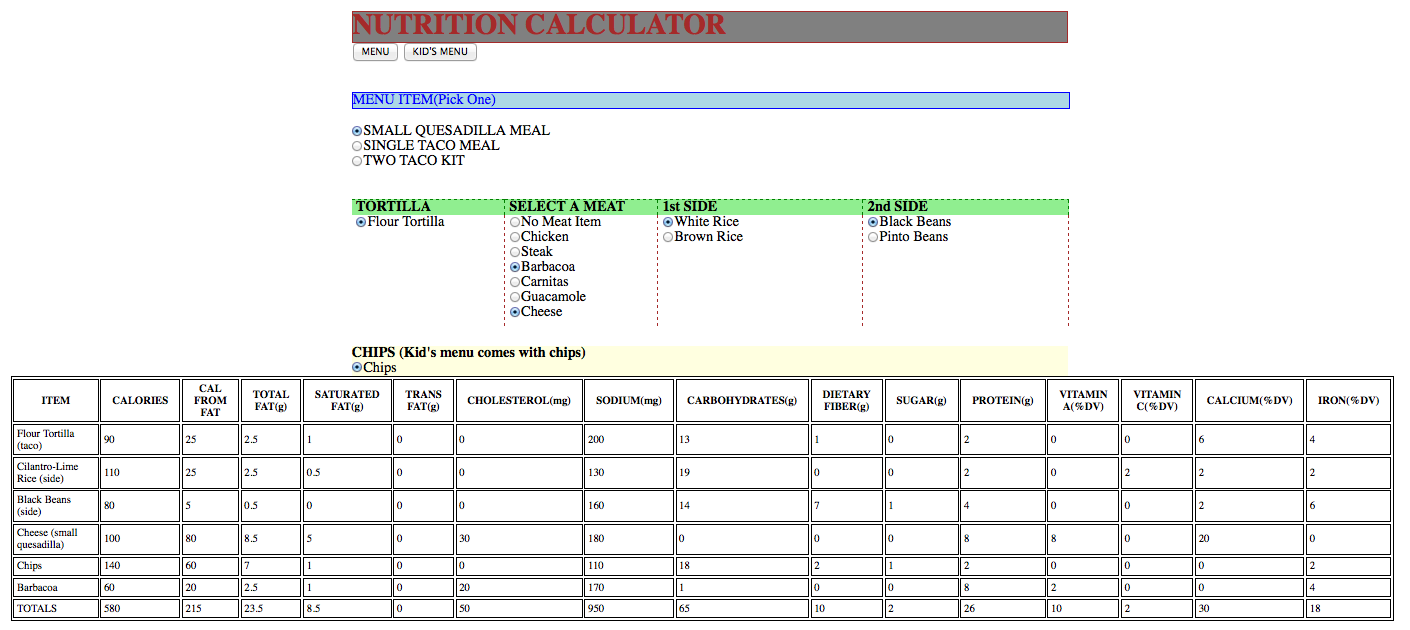 NUTRITION CALCULATOR
MENU KID'S MENU
MENU ITEM(Pick One)
SMALL QUESADILLA MEAL
SINGLE TACO MEAL
TWO TACO KIT
TORTILLA SELECT A MEAT 1st SIDE 2nd SIDE
Flour Tortilla No Meat Item White Rice Black Beans
Chicken Brown Rice Pinto Beans
Steak
Barbacoa
Carnitas
Guacamole
Cheese
CHIPS (Kid's menu comes with chips)
Chips
ITEM CALORIES CAL FROM FAT TOTAL FAT(g) SATURATED FAT(g) TRANS FAT(g) CHOLESTEROL(mg) SODIUM(mg) CARBOHYDRATES(g) DIETARY FIBER(g) SUGAR(g) PROTEIN(g) VITAMIN A(%DV) VITAMIN C(%DV) CALCIUM(%DV) IRON(%DV)
Flour Tortilla (taco) 90 25 2.5 1 0 0 200 13 1 0 2 0 0 6 4
Cilantro-Lime Rice (side) 110 25 2.5 0.5 0 0 130 19 0 0 2 0 2 2 2
Black Beans (side) 80 5 0.5 0 0 0 160 14 7 1 4 0 0 2 6
Cheese (small quesadilla) 100 80 8.5 5 0 30 180 0 0 0 8 8 0 20 0
Chips 140 60 7 1 0 0 110 18 2 1 2 0 0 0 2
Barbacoa 60 20 2.5 1 0 20 170 1 0 0 8 2 0 0 4
TOTALS 580 215 23.5 8.5 0 50 950 65 10 2 26 10 2 30 18